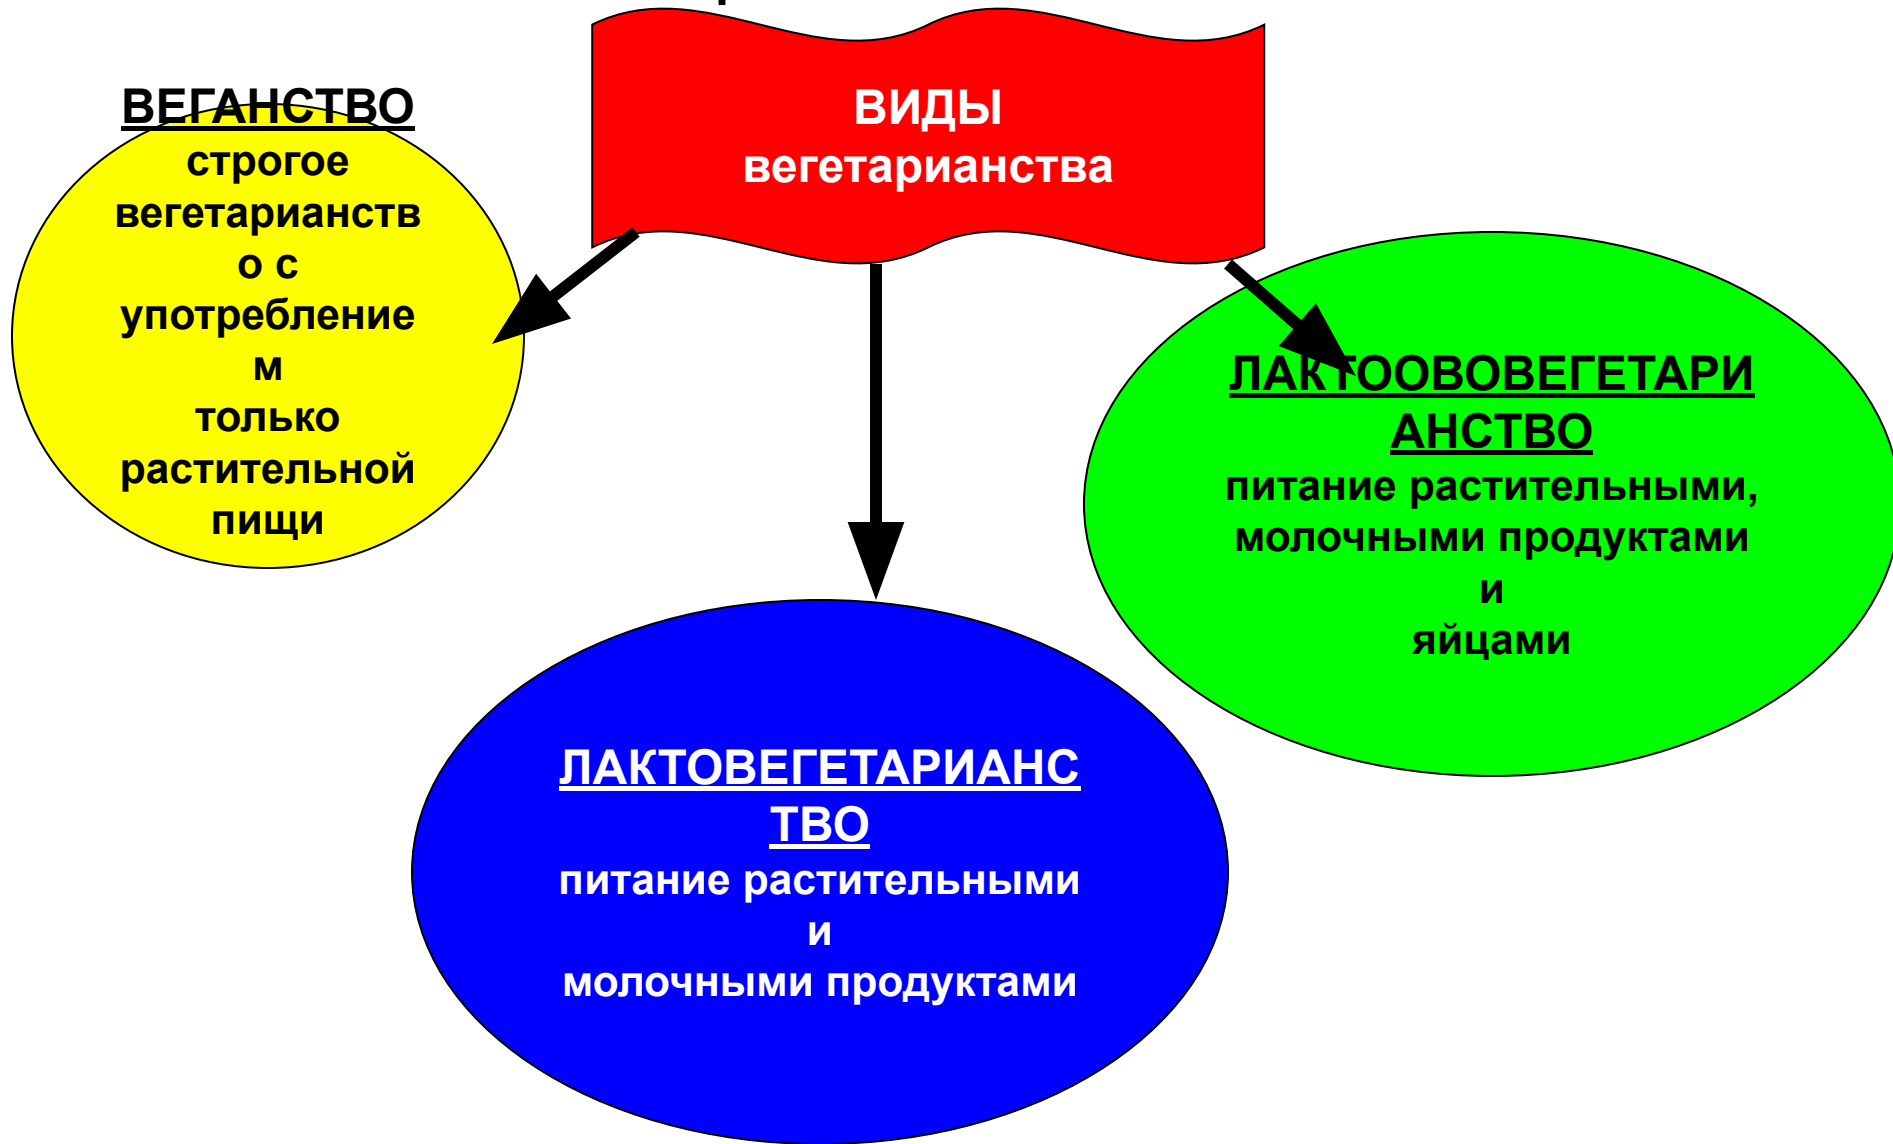 ВИДЫ
вегетарианства
ВЕГАНСТВО
строгое
вегетарианств
о с
употребление
м
только
растительной
пищи
ЛАКТООВОВЕГЕТАРИ
АНСТВО
питание растительными,
молочными продуктами
и
яйцами
ЛАКТОВЕГЕТАРИАНС
ТВО
питание растительными
и
молочными продуктами